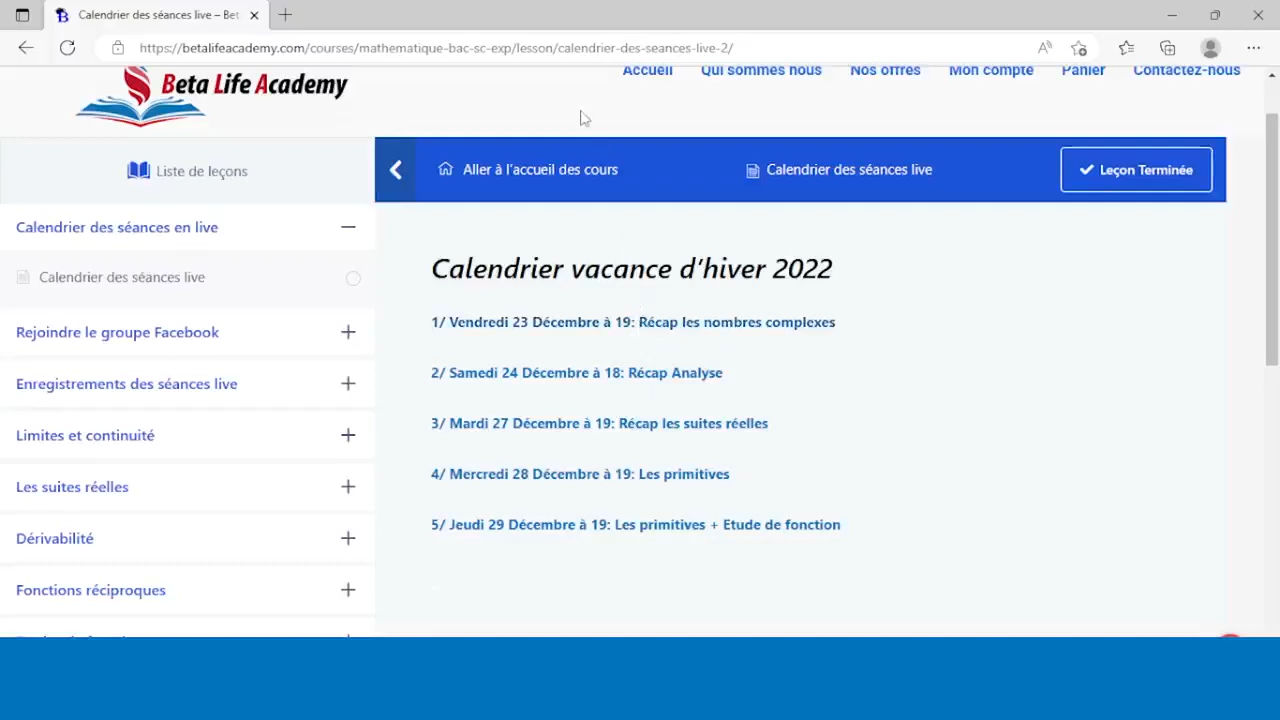 Calendrier des séances live – Bet
https://betalifeacademy.com/courses/mathematique-bac-sc-exp/lesson/calendrier-des-seances-live-2/
Beta Life Academy
Accueil
Qui sommes nous
Nos offres
Mon compte
Panier
Contactez-nous
Liste de leçons
Aller à l'accueil des cours
Calendrier des séances live
Leçon Terminée
Calendrier des séances en live
Calendrier des séances live
Rejoindre le groupe Facebook
Enregistrements des séances live
Limites et continuité
Les suites réelles
Dérivabilité
Fonctions réciproques
Calendrier vacance d'hiver 2022
1/ Vendredi 23 Décembre à 19: Récap les nombres complexes
2/ Samedi 24 Décembre à 18: Récap Analyse
3/ Mardi 27 Décembre à 19: Récap les suites réelles
4/ Mercredi 28 Décembre à 19: Les primitives
5/ Jeudi 29 Décembre à 19: Les primitives + Etude de fonction